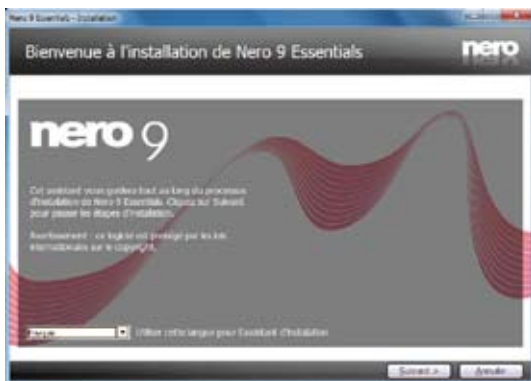 Nero 9 Essentials - Installation
Bienvenue à l'installation de Nero 9 Essentials
nero
nero 9
Cet assistant vous guidera tout au long du processus
d'installation de Nero 9 Essentials. Cliquez sur Suivant
pour passer les étapes d'installation.
Avertissement : ce logiciel est protégé par les lois
internationales sur le copyright.
Français
Utiliser cette langue pour l'assistant d'installation
Suivant >
Annuler